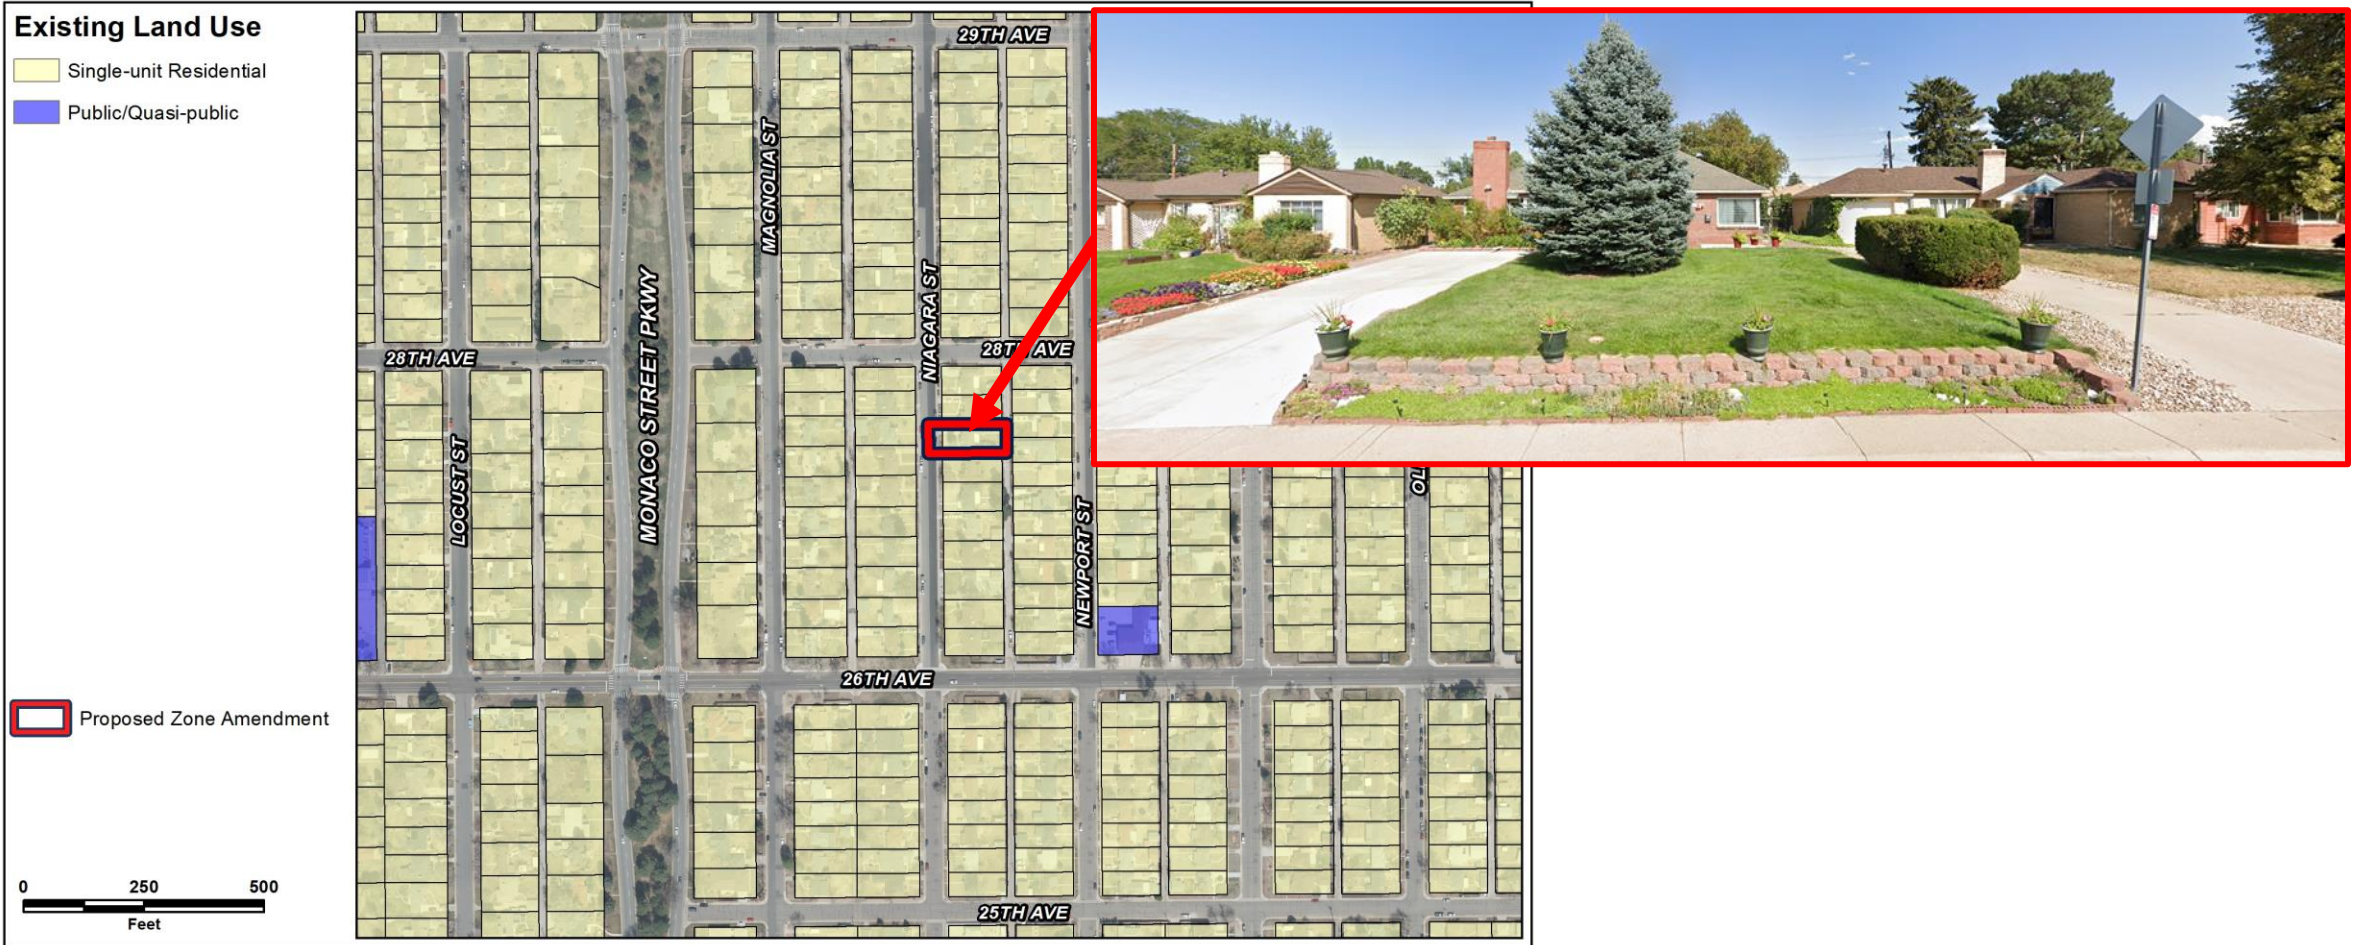 Existing Land Use
Single-unit Residential
Public/Quasi-public
Proposed Zone Amendment
0 250 500
Feet
29TH AVE
MAGNOLIA ST
MONACO STREET PKWY
NIAGARA ST
28TH AVE
28TH AVE
LOCUST ST
NEWPORT ST
OL
26TH AVE
25TH AVE